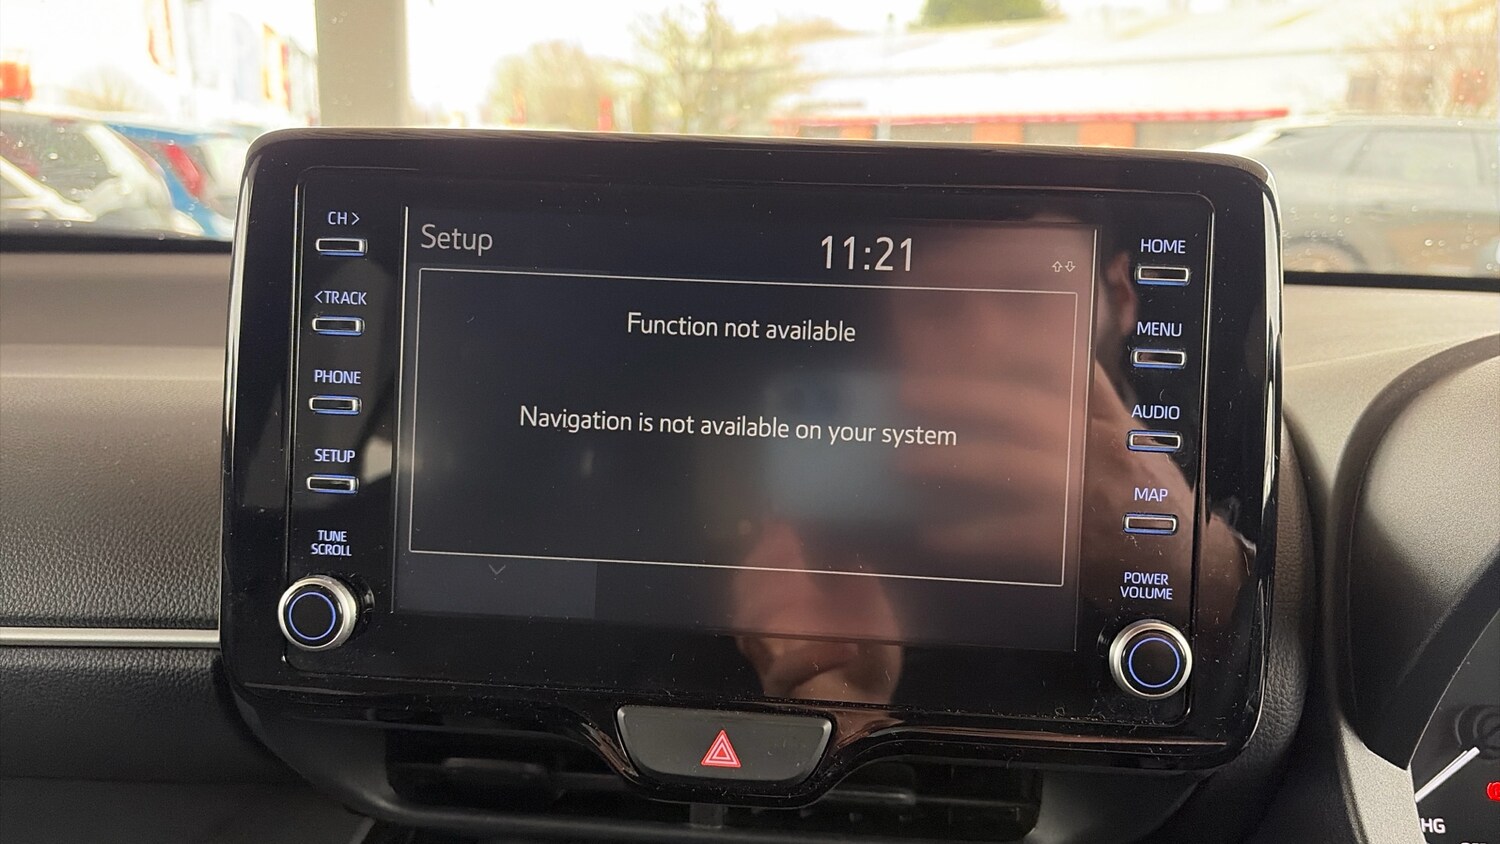 CH >
<TRACK
PHONE
SETUP
TUNE
SCROLL
Setup
11:21
Function not available
Navigation is not available on your system
HOME
MENU
AUDIO
MAP
POWER
VOLUME
HG